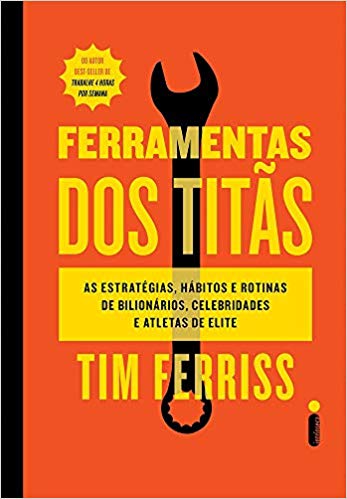 DO AUTOR
BEST-SELLER DE
TRABALHE 4 HORAS
POR SEMANA
FERRAMENTAS
DOS TITÃS
AS ESTRATÉGIAS, HÁBITOS E ROTINAS
DE BILIONÁRIOS, CELEBRIDADES
E ATLETAS DE ELITE
TIM FERRISS
intrínseca